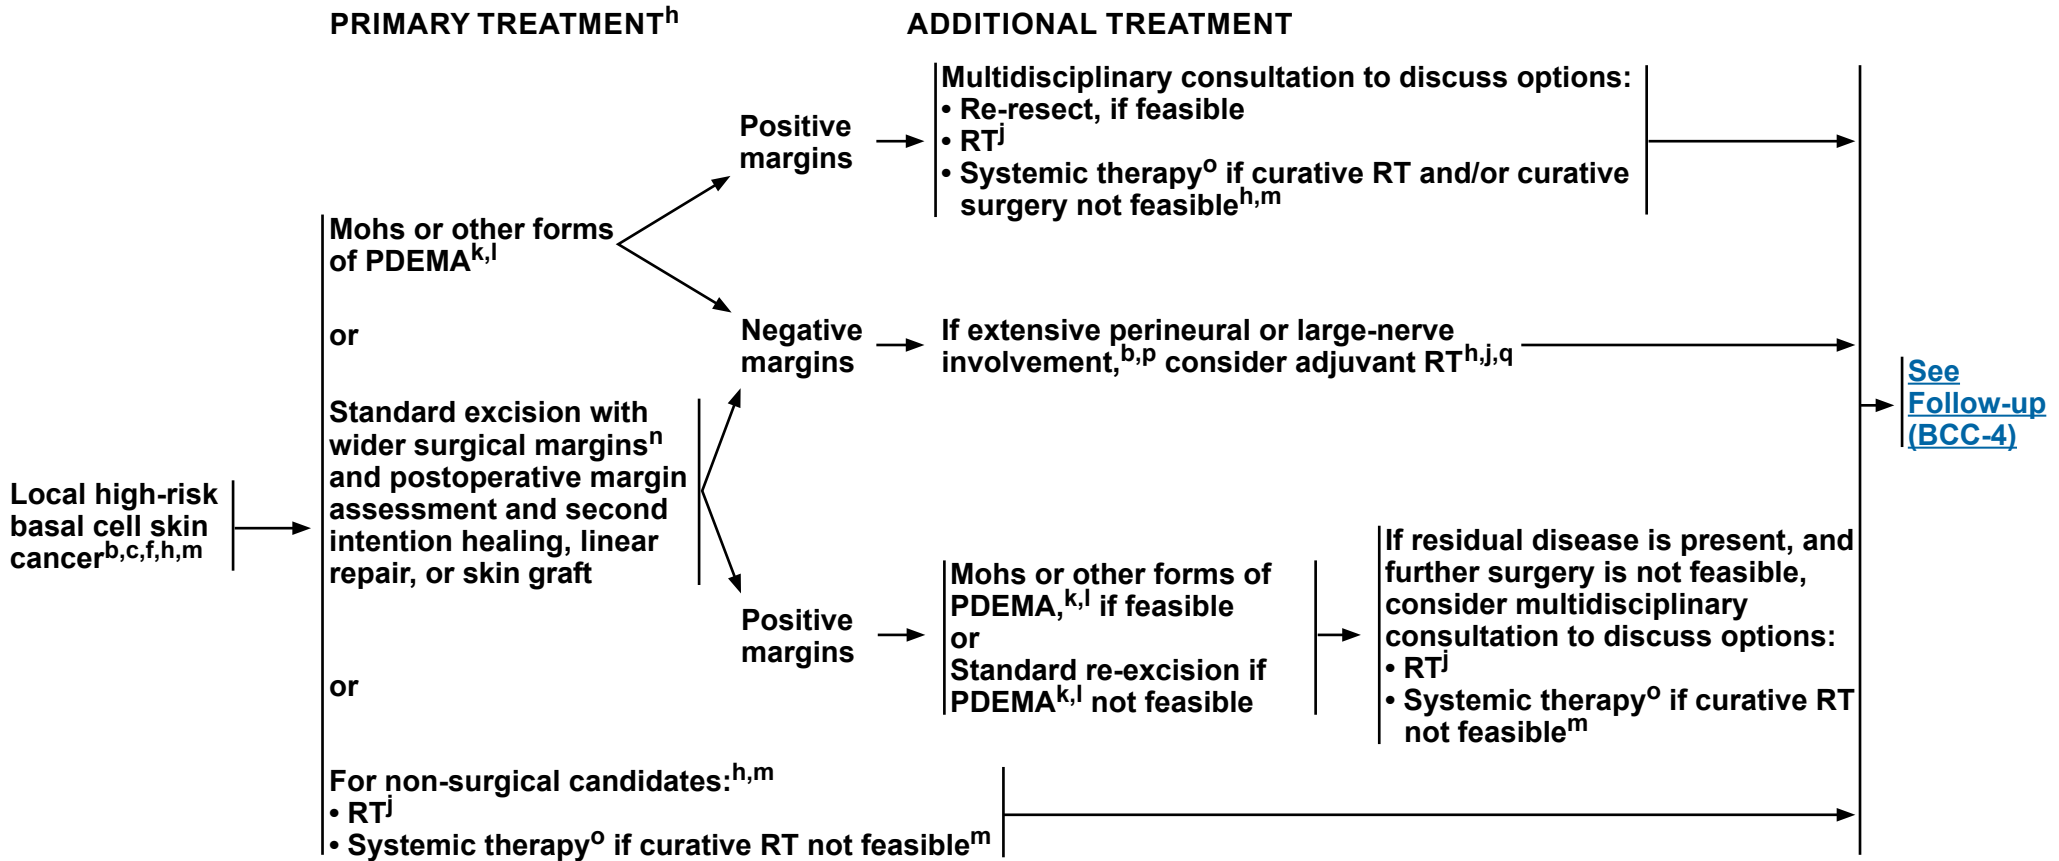 PRIMARY TREATMENTh
ADDITIONAL TREATMENT
Local high-risk
basal cell skin
cancerb,c,f,h,m
Mohs or other forms
of PDEMAk,l
or
Standard excision with
wider surgical marginsn
and postoperative margin
assessment and second
intention healing, linear
repair, or skin graft
or
For non-surgical candidates:h,m
• RTj
• Systemic therapyo if curative RT not feasiblem
Positive
margins
Multidisciplinary consultation to discuss options:
• Re-resect, if feasible
• RTj
• Systemic therapyo if curative RT and/or curative
surgery not feasibleh,m
Negative
margins
If extensive perineural or large-nerve
involvement,b,p consider adjuvant RTh,j,q
Positive
margins
Mohs or other forms of
PDEMA,k,l if feasible
or
Standard re-excision if
PDEMAk,l not feasible
If residual disease is present, and
further surgery is not feasible,
consider multidisciplinary
consultation to discuss options:
• RTj
• Systemic therapyo if curative RT
not feasiblem
See
Follow-up
(BCC-4)